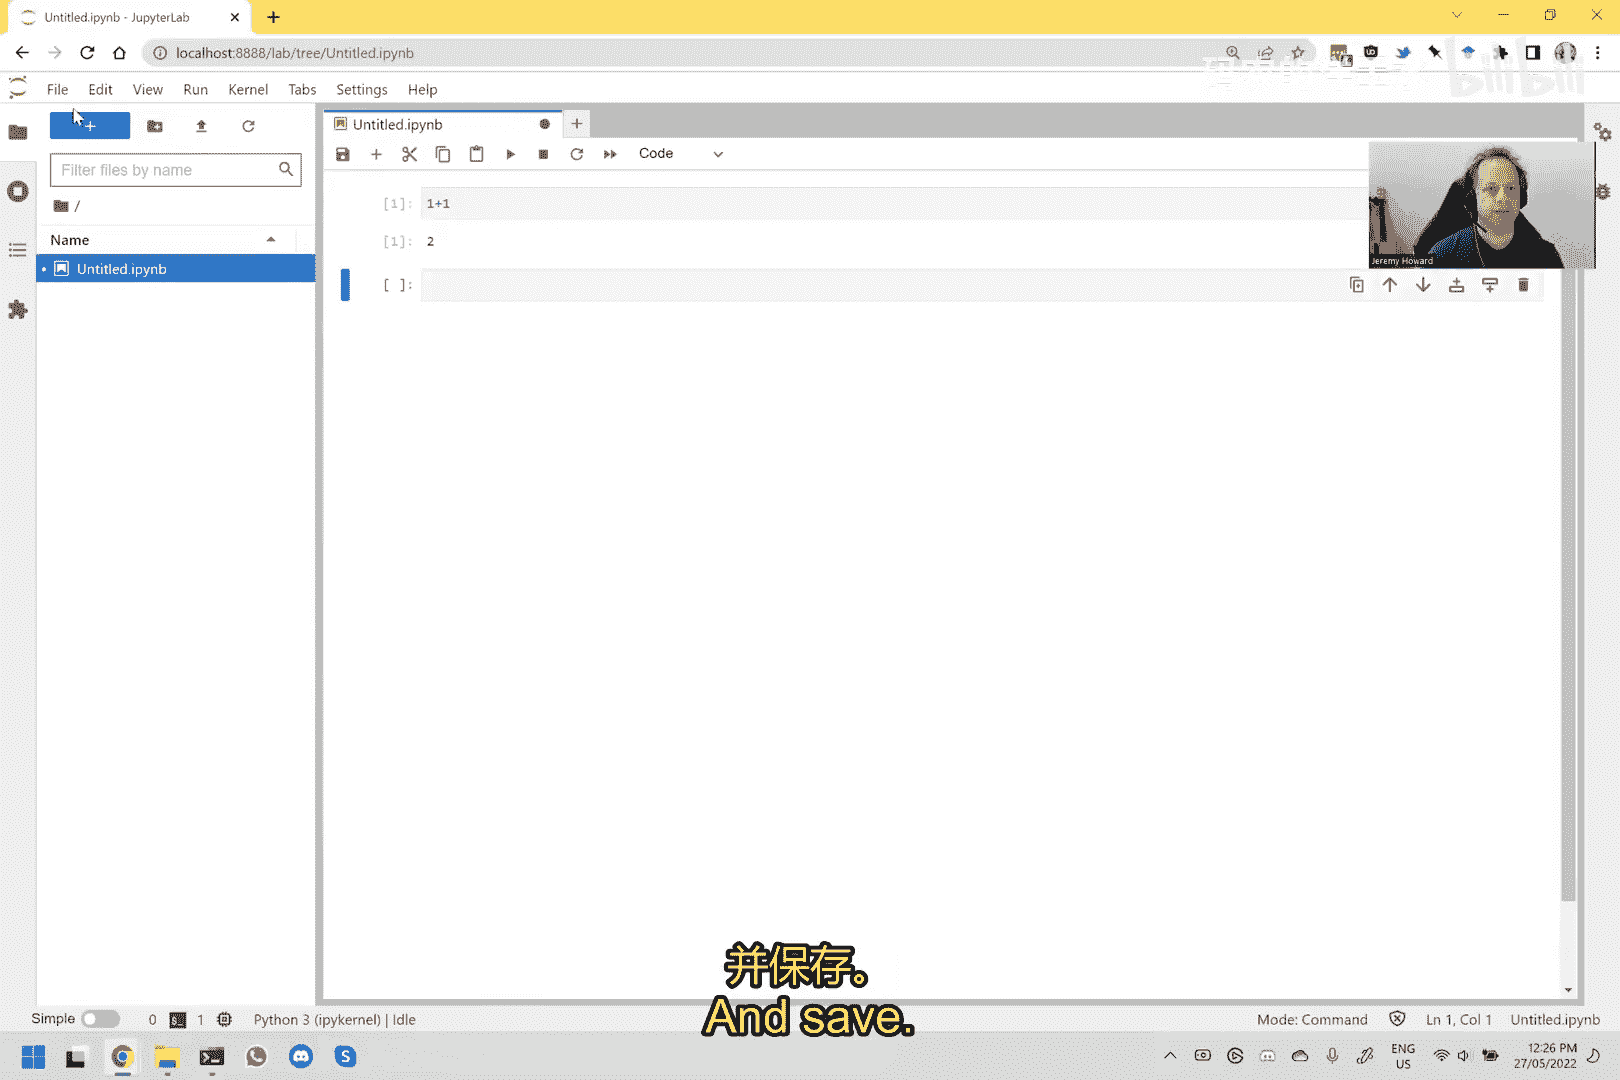 Untitled.ipynb - JupyterLab
localhost:8888/lab/tree/Untitled.ipynb
bilibili
File Edit View Run Kernel Tabs Settings Help
Untitled.ipynb
Filter files by name
Code
/
[1]: 1+1
Name
[1]: 2
Jeremy Howard
Untitled.ipynb
[ ]:
并保存。
And save.
Simple 0 1 Python 3 (ipykernel) | Idle
Mode: Command Ln 1, Col 1 Untitled.ipynb
ENG
US
12:26 PM
27/05/2022